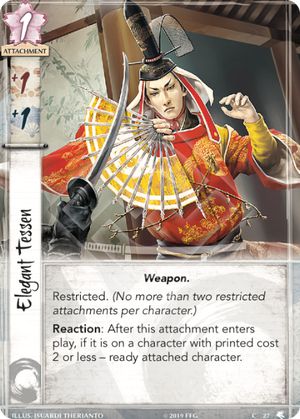 1
ATTACHMENT
+1
+1
Elegant Tessen
Weapon.
Restricted. (No more than two restricted
attachments per character.)
Reaction: After this attachment enters
play, if it is on a character with printed cost
2 or less – ready attached character.
ILLUS. ISUARDI THERIANTO
© 2019 FFG
C 27